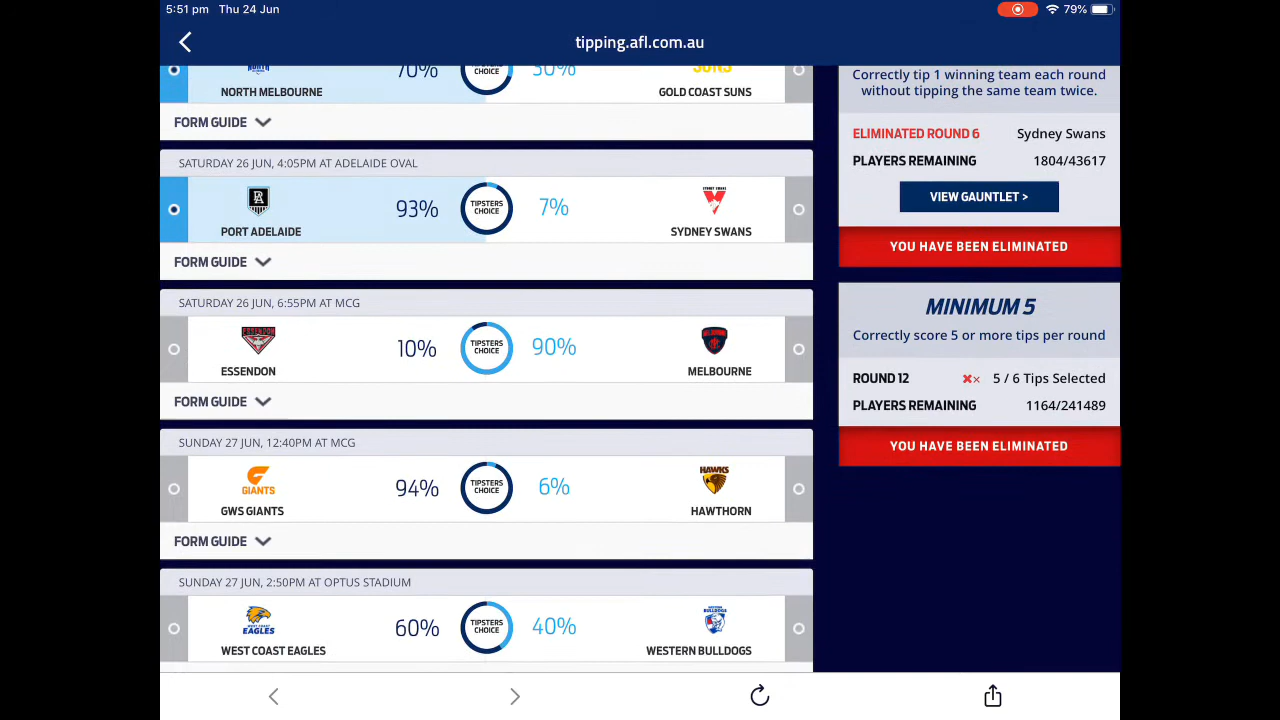 5:51 pm Thu 24 Jun
79%
tipping.afl.com.au
NORTH MELBOURNE
70%
CHOICE
30%
SUNS
GOLD COAST SUNS
FORM GUIDE
SATURDAY 26 JUN, 4:05PM AT ADELAIDE OVAL
PORT ADELAIDE
93%
TIPSTERS
CHOICE
7%
SYDNEY SWANS
FORM GUIDE
SATURDAY 26 JUN, 6:55PM AT MCG
ESSENDON
ESSENDON
10%
TIPSTERS
CHOICE
90%
MELBOURNE
FORM GUIDE
SUNDAY 27 JUN, 12:40PM AT MCG
GIANTS
GWS GIANTS
94%
TIPSTERS
CHOICE
6%
HAWKS
HAWTHORN
FORM GUIDE
SUNDAY 27 JUN, 2:50PM AT OPTUS STADIUM
WEST COAST
EAGLES
WEST COAST EAGLES
60%
TIPSTERS
CHOICE
40%
WESTERN BULLDOGS
Correctly tip 1 winning team each round
without tipping the same team twice.
ELIMINATED ROUND 6 Sydney Swans
PLAYERS REMAINING 1804/43617
VIEW GAUNTLET >
YOU HAVE BEEN ELIMINATED
MINIMUM 5
Correctly score 5 or more tips per round
ROUND 12 5 / 6 Tips Selected
PLAYERS REMAINING 1164/241489
YOU HAVE BEEN ELIMINATED